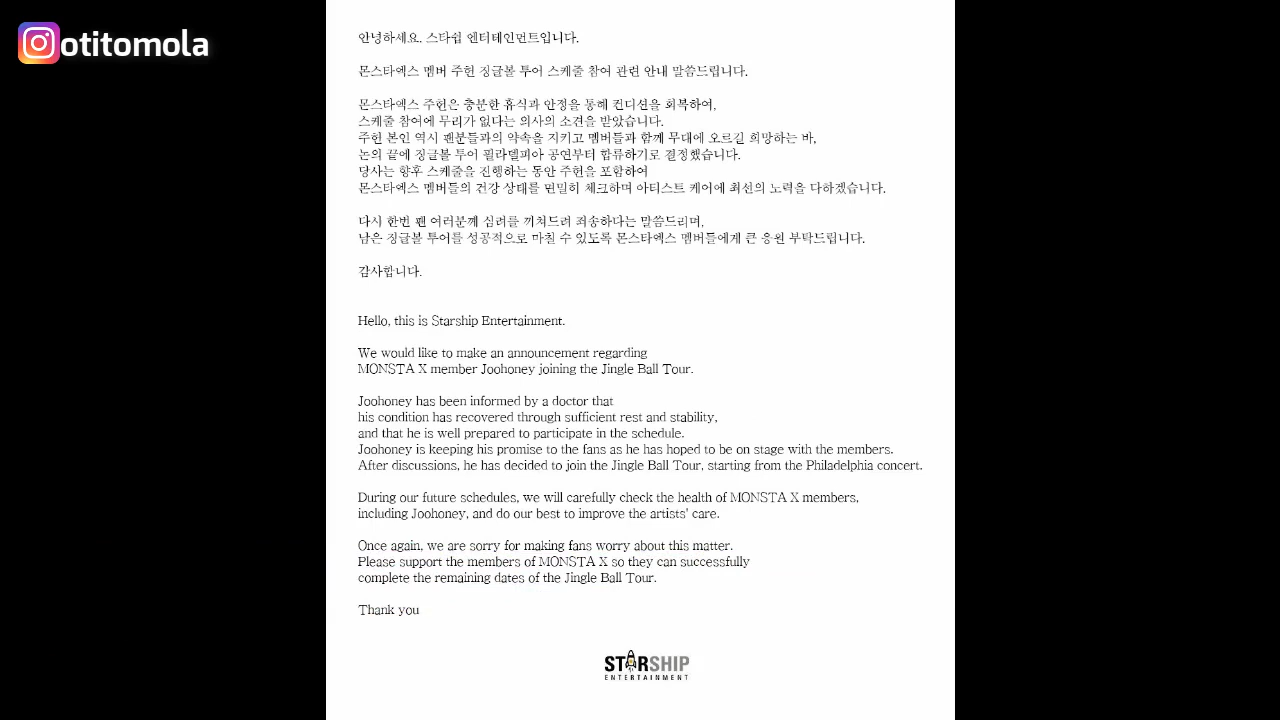 otitomola
안녕하세요. 스타쉽 엔터테인먼트입니다.
몬스타엑스 멤버 주헌 징글볼 투어 스케줄 참여 관련 안내 말씀드립니다.
몬스타엑스 주헌은 충분한 휴식과 안정을 통해 컨디션을 회복하여,
스케줄 참여에 무리가 없다는 의사의 소견을 받았습니다.
주헌 본인 역시 팬분들과의 약속을 지키고 멤버들과 함께 무대에 오르길 희망하는 바,
논의 끝에 징글볼 투어 필라델피아 공연부터 합류하기로 결정했습니다.
당사는 향후 스케줄을 진행하는 동안 주헌을 포함하여
몬스타엑스 멤버들의 건강 상태를 면밀히 체크하며 아티스트 케어에 최선의 노력을 다하겠습니다.
다시 한번 팬 여러분께 심려를 끼쳐드려 죄송하다는 말씀드리며,
남은 징글볼 투어를 성공적으로 마칠 수 있도록 몬스타엑스 멤버들에게 큰 응원 부탁드립니다.
감사합니다.
Hello, this is Starship Entertainment.
We would like to make an announcement regarding
MONSTA X member Joohoney joining the Jingle Ball Tour.
Joohoney has been informed by a doctor that
his condition has recovered through sufficient rest and stability,
and that he is well prepared to participate in the schedule.
Joohoney is keeping his promise to the fans as he has hoped to be on stage with the members.
After discussions, he has decided to join the Jingle Ball Tour, starting from the Philadelphia concert.
During our future schedules, we will carefully check the health of MONSTA X members,
including Joohoney, and do our best to improve the artists' care.
Once again, we are sorry for making fans worry about this matter.
Please support the members of MONSTA X so they can successfully
complete the remaining dates of the Jingle Ball Tour.
Thank you
STARSHIP
ENTERTAINMENT